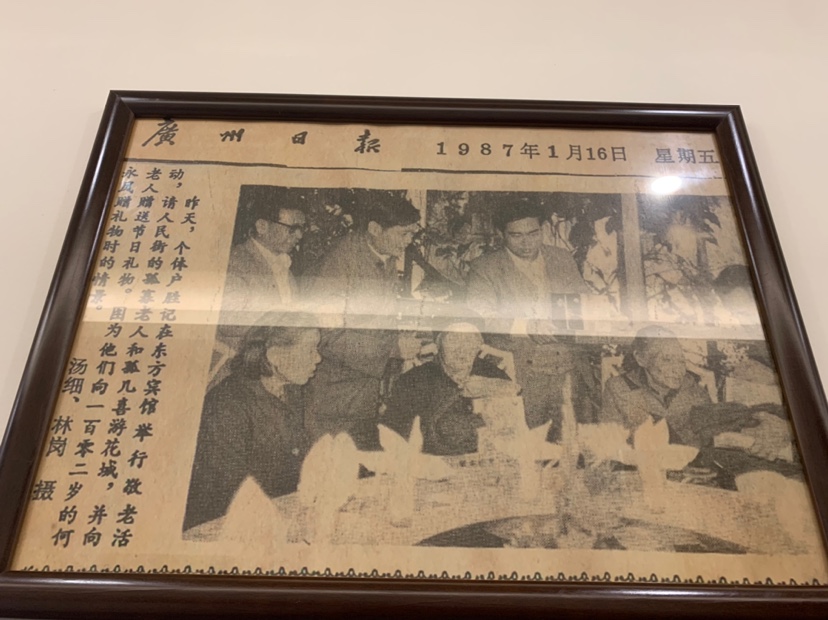 廣州日报
1987年1月16日 星期五
昨天，个体户胜记在东方宾馆举行敬老活
动，请人民街的孤寡老人和孤儿喜游花城，并向
老人赠送节日礼物。图为他们向一百零二岁的何
永凤赠礼物时的情景。
汤细、林岗 摄